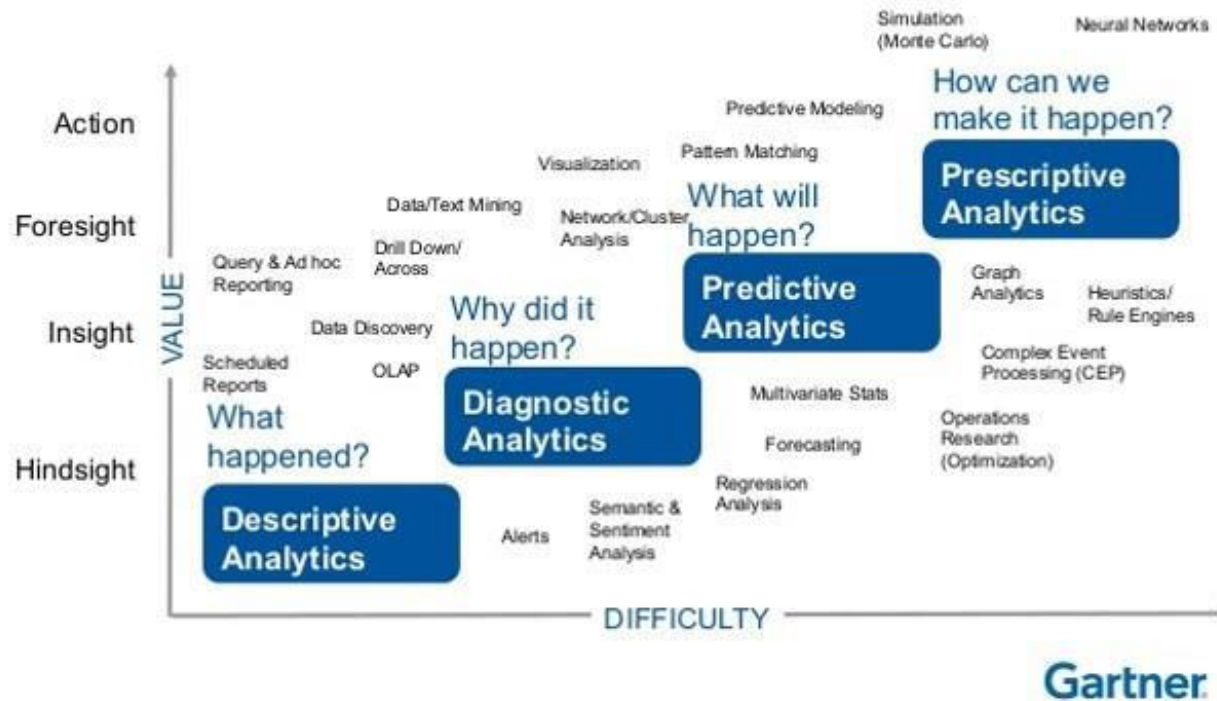 Simulation
(Monte Carlo)
Neural Networks
How can we
make it happen?
Action
Predictive Modeling
Pattern Matching
Visualization
Prescriptive
Analytics
What will
happen?
Data/Text Mining
Network/Cluster
Analysis
Foresight
Drill Down/
Across
Query & Ad hoc
Reporting
Predictive
Analytics
Graph
Analytics
Heuristics/
Rule Engines
VALUE
Why did it
happen?
Insight
Data Discovery
Scheduled
Reports
OLAP
Complex Event
Processing (CEP)
Diagnostic
Analytics
Multivariate Stats
What
happened?
Operations
Research
(Optimization)
Forecasting
Hindsight
Regression
Analysis
Descriptive
Analytics
Alerts
Semantic &
Sentiment
Analysis
DIFFICULTY
Gartner